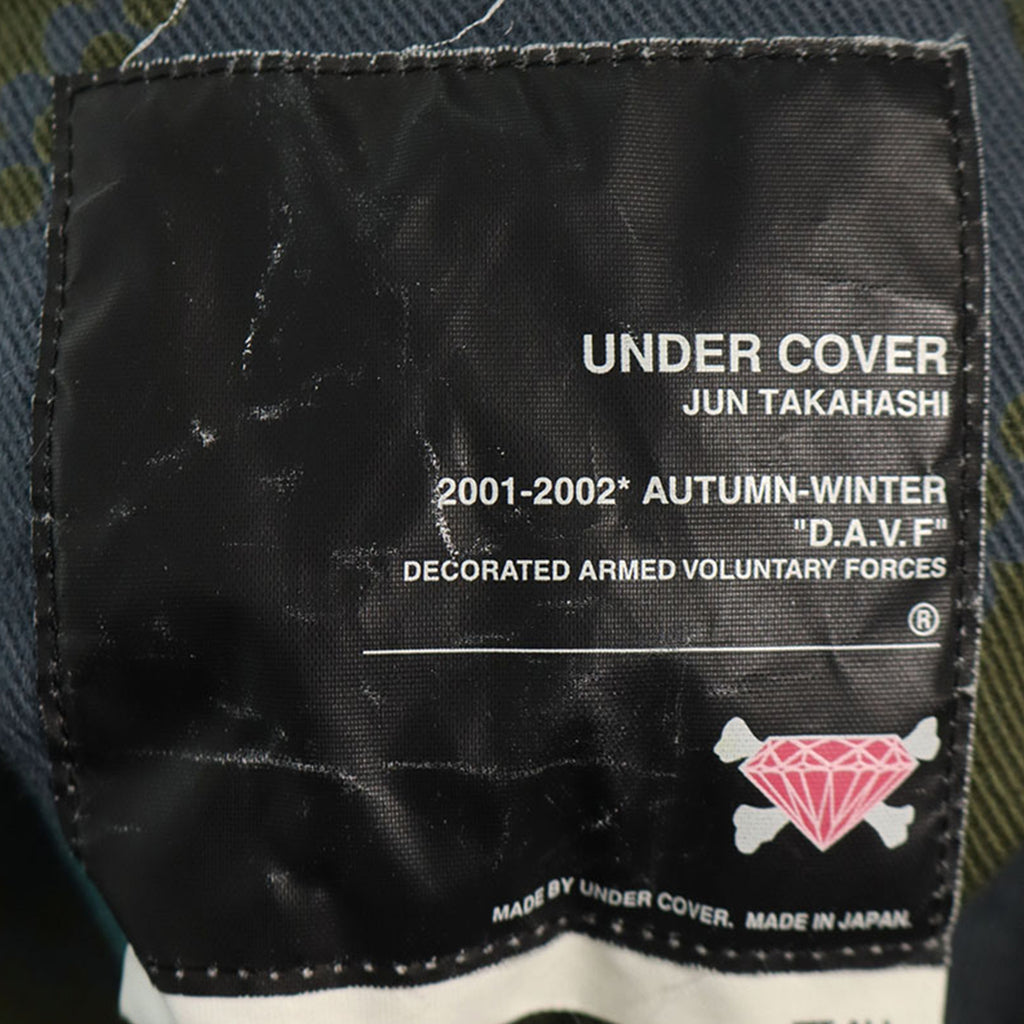 UNDER COVER
JUN TAKAHASHI
2001-2002* AUTUMN-WINTER
"D.A.V.F"
DECORATED ARMED VOLUNTARY FORCES
®
MADE BY UNDER COVER. MADE IN JAPAN.